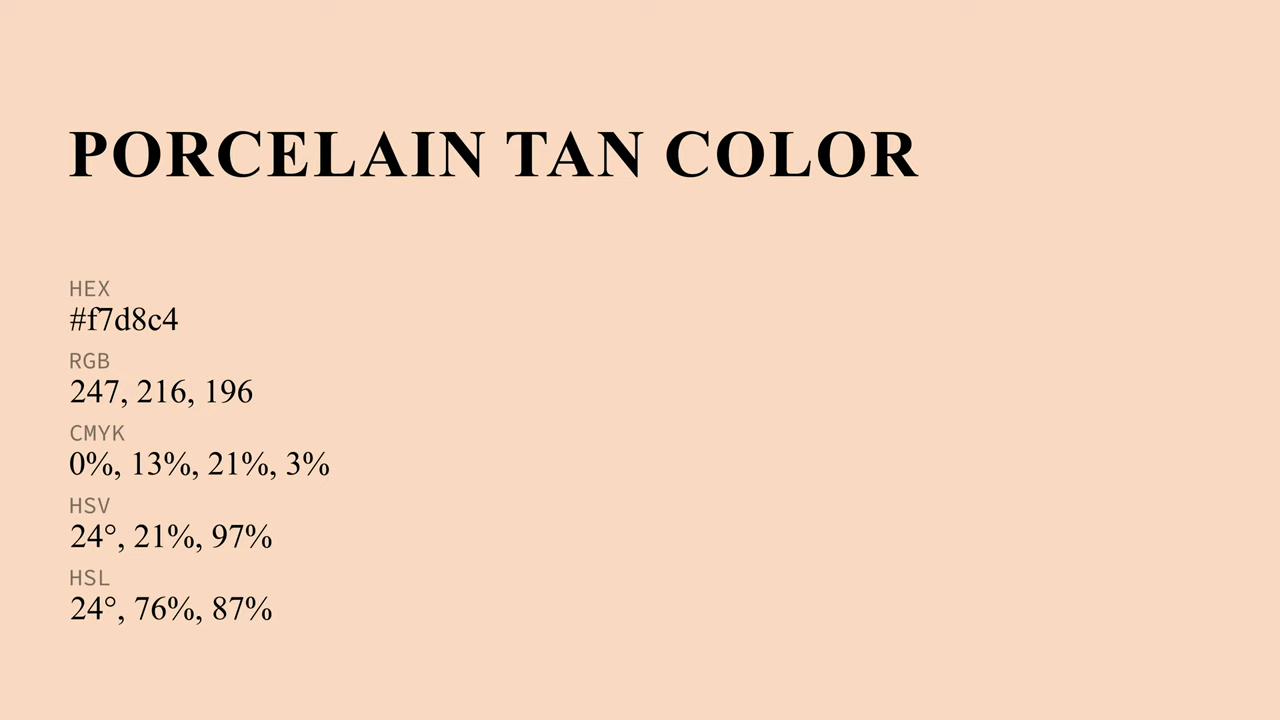 PORCELAIN TAN COLOR
HEX
#f7d8c4
RGB
247, 216, 196
CMYK
0%, 13%, 21%, 3%
HSV
24°, 21%, 97%
HSL
24°, 76%, 87%